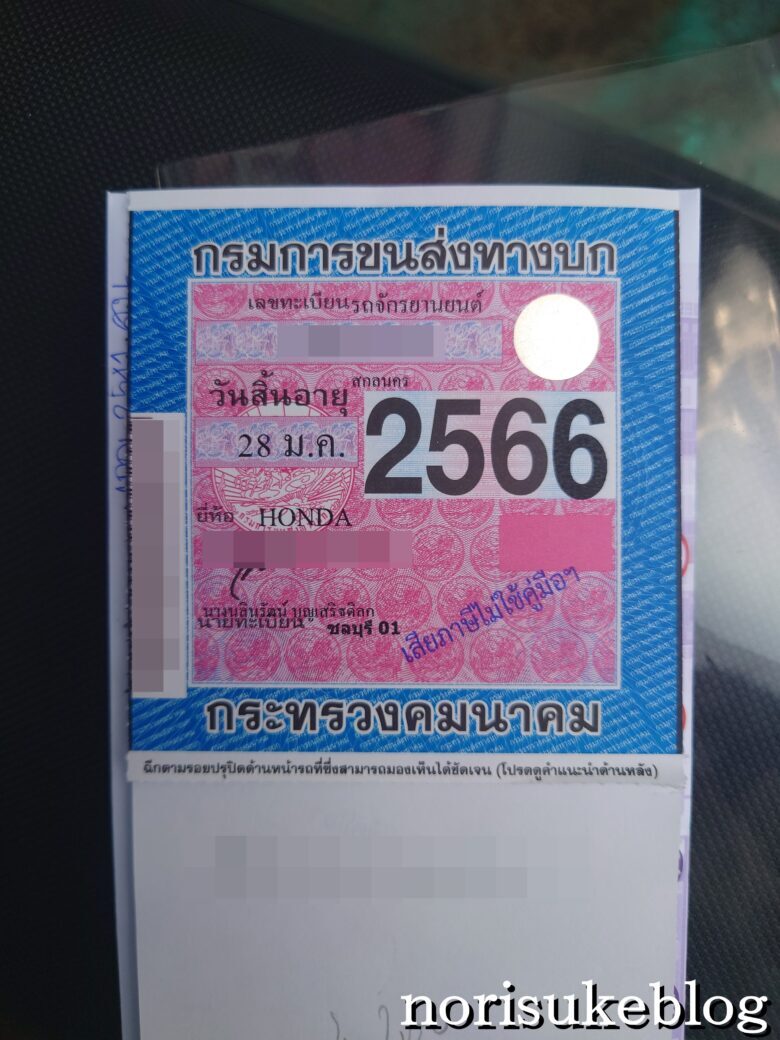 กรมการขนส่งทางบก
เลขทะเบียนรถจักรยานยนต์
สกลนคร
วันสิ้นอายุ
28 ม.ค. 2566
ยี่ห้อ HONDA
นายทะเบียน ชลบุรี 01
เสียภาษีไม่ใช้คู่มือฯ
กระทรวงคมนาคม
ฉีกตามรอยปรุปิดด้านหน้ารถที่ซึ่งสามารถมองเห็นได้ชัดเจน (โปรดดูคำแนะนำด้านหลัง)
norisukeblog